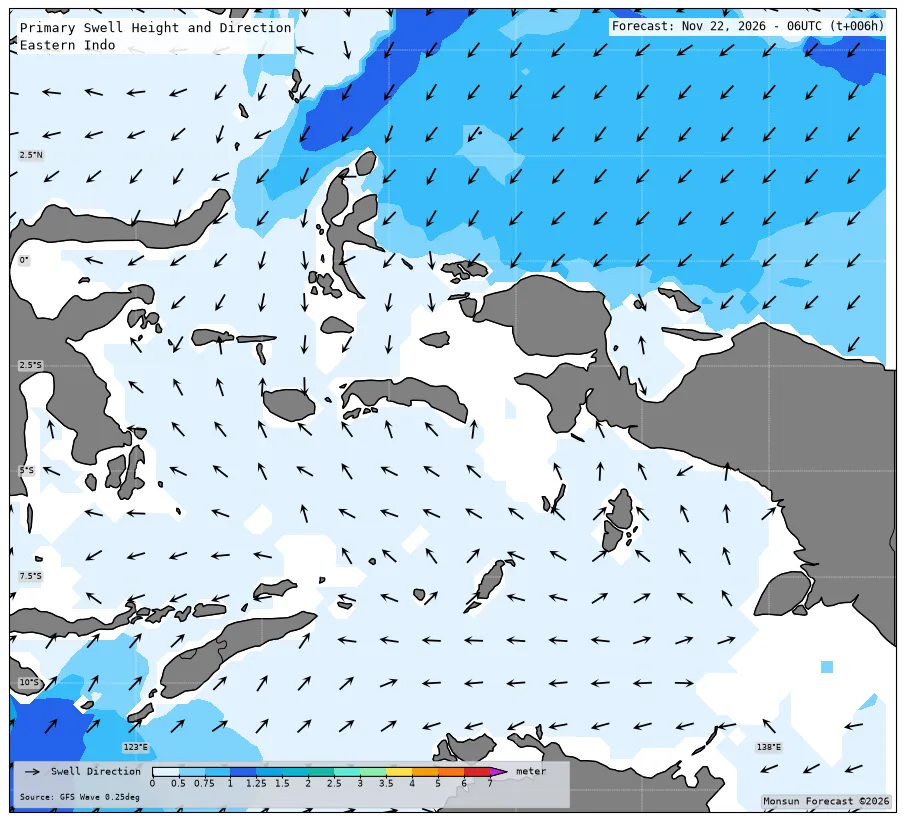 Primary Swell Height and Direction
Eastern Indo
Forecast: Nov 22, 2026 - 06UTC (t+006h)
2.5°N
0°
2.5°S
5°S
7.5°S
10°S
123°E
138°E
Swell Direction
0 0.5 0.75 1 1.25 1.5 2 2.5 3 3.5 4 5 6 7
meter
Source: GFS Wave 0.25deg
Monsun Forecast ©2026